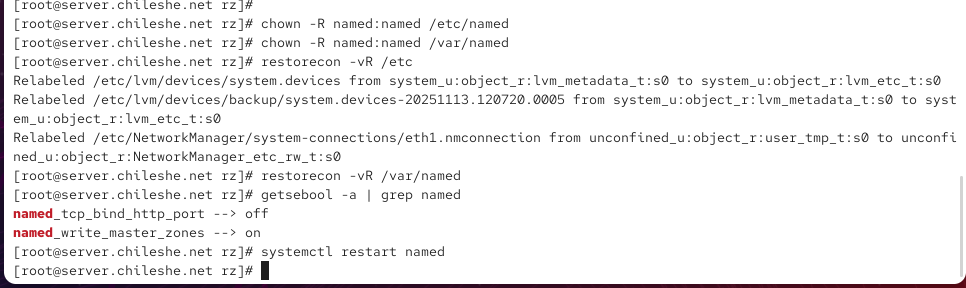 [root@server.chileshe.net rz]#
[root@server.chileshe.net rz]# chown -R named:named /etc/named
[root@server.chileshe.net rz]# chown -R named:named /var/named
[root@server.chileshe.net rz]# restorecon -vR /etc
Relabeled /etc/lvm/devices/system.devices from system_u:object_r:lvm_metadata_t:s0 to system_u:object_r:lvm_etc_t:s0
Relabeled /etc/lvm/devices/backup/system.devices-20251113.120720.0005 from system_u:object_r:lvm_metadata_t:s0 to syst
em_u:object_r:lvm_etc_t:s0
Relabeled /etc/NetworkManager/system-connections/eth1.nmconnection from unconfined_u:object_r:user_tmp_t:s0 to unconfi
ned_u:object_r:NetworkManager_etc_rw_t:s0
[root@server.chileshe.net rz]# restorecon -vR /var/named
[root@server.chileshe.net rz]# getsebool -a | grep named
named_tcp_bind_http_port --> off
named_write_master_zones --> on
[root@server.chileshe.net rz]# systemctl restart named
[root@server.chileshe.net rz]#